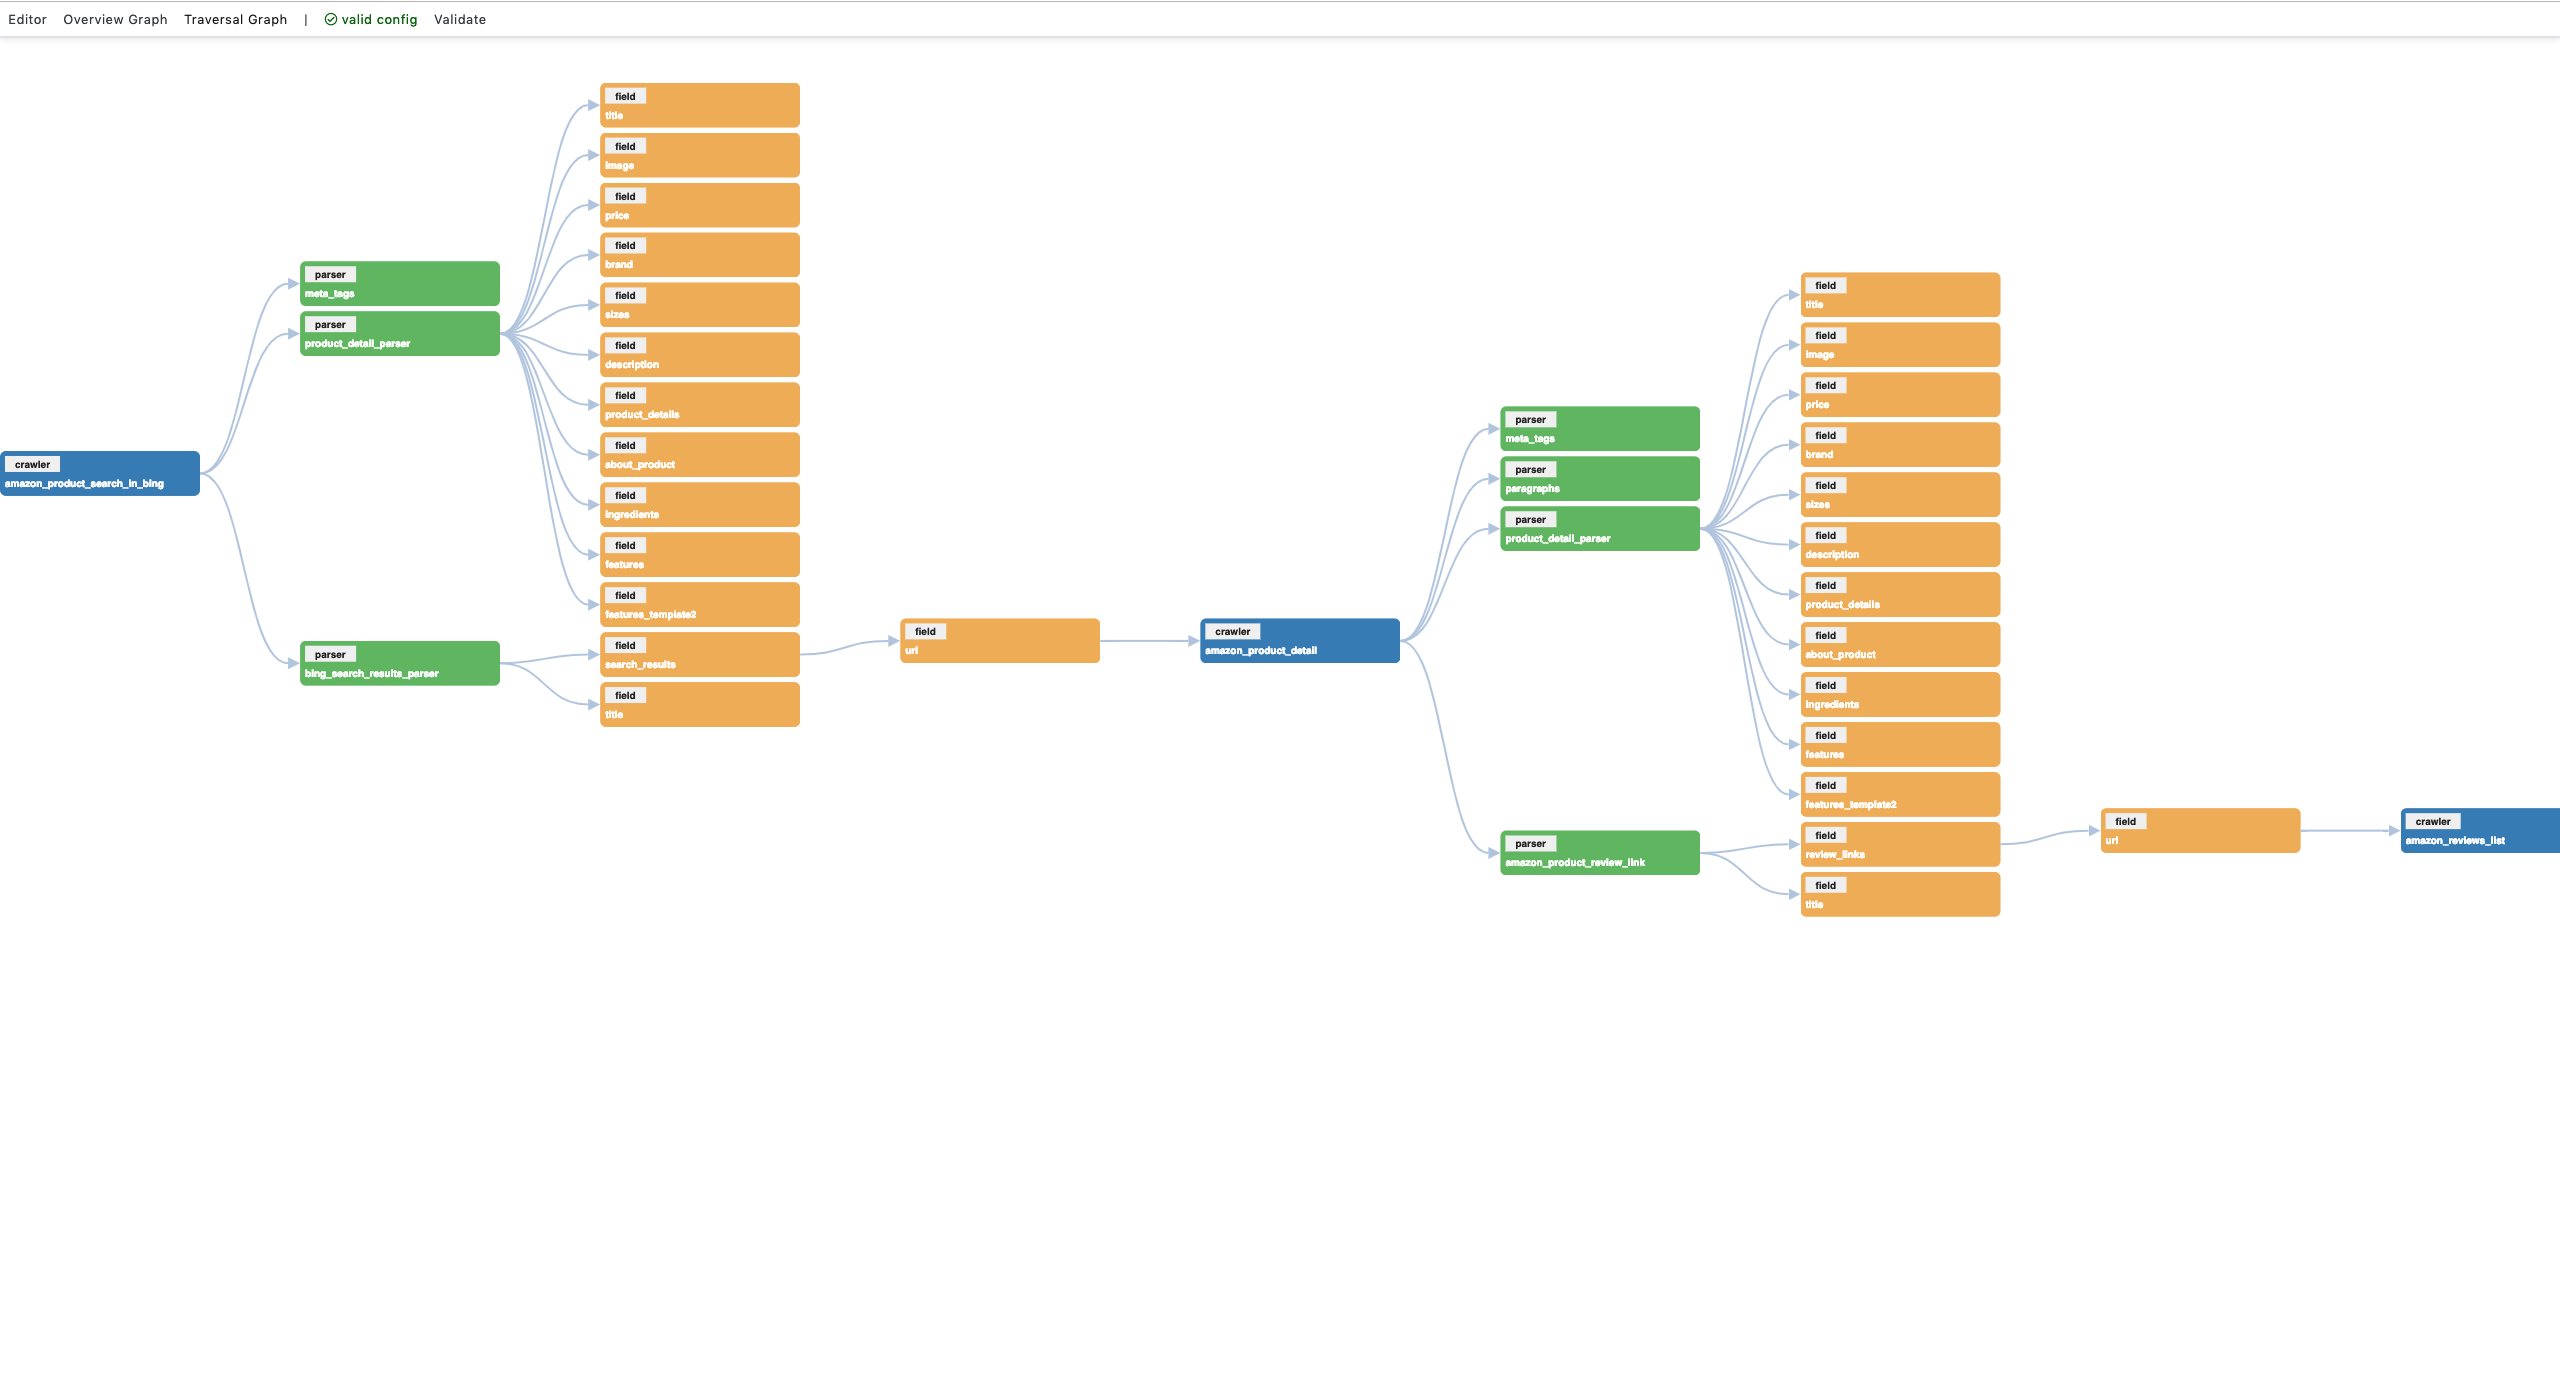 Editor Overview Graph Traversal Graph | valid config Validate
crawler
amazon_product_search_in_bing
parser
meta_tags
parser
product_detail_parser
parser
bing_search_results_parser
field
title
field
image
field
price
field
brand
field
sizes
field
description
field
product_details
field
about_product
field
ingredients
field
features
field
features_template2
field
search_results
field
title
field
url
crawler
amazon_product_detail
parser
meta_tags
parser
paragraphs
parser
product_detail_parser
parser
amazon_product_review_link
field
title
field
image
field
price
field
brand
field
sizes
field
description
field
product_details
field
about_product
field
ingredients
field
features
field
features_template2
field
review_links
field
title
field
url
crawler
amazon_reviews_list